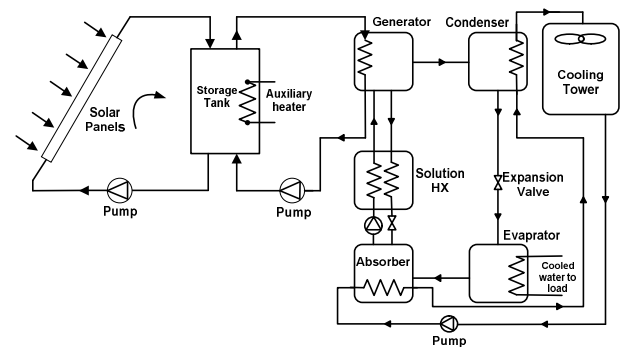 Generator
Condenser
Cooling
Tower
Storage
Tank
Auxiliary
heater
Solar
Panels
Solution
HX
Expansion
Valve
Pump
Pump
Evaprator
Absorber
Cooled
water to
load
Pump